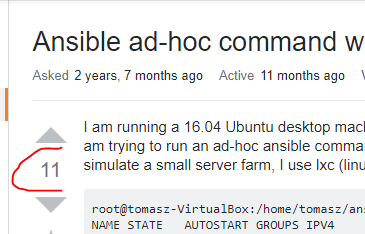 Ansible ad-hoc command w
Asked 2 years, 7 months ago Active 11 months ago
I am running a 16.04 Ubuntu desktop mac
am trying to run an ad-hoc ansible comma
11
simulate a small server farm, I use lxc (linu
root@tomasz-VirtualBox:/home/tomasz/ans
NAME STATE AUTOSTART GROUPS IPV4